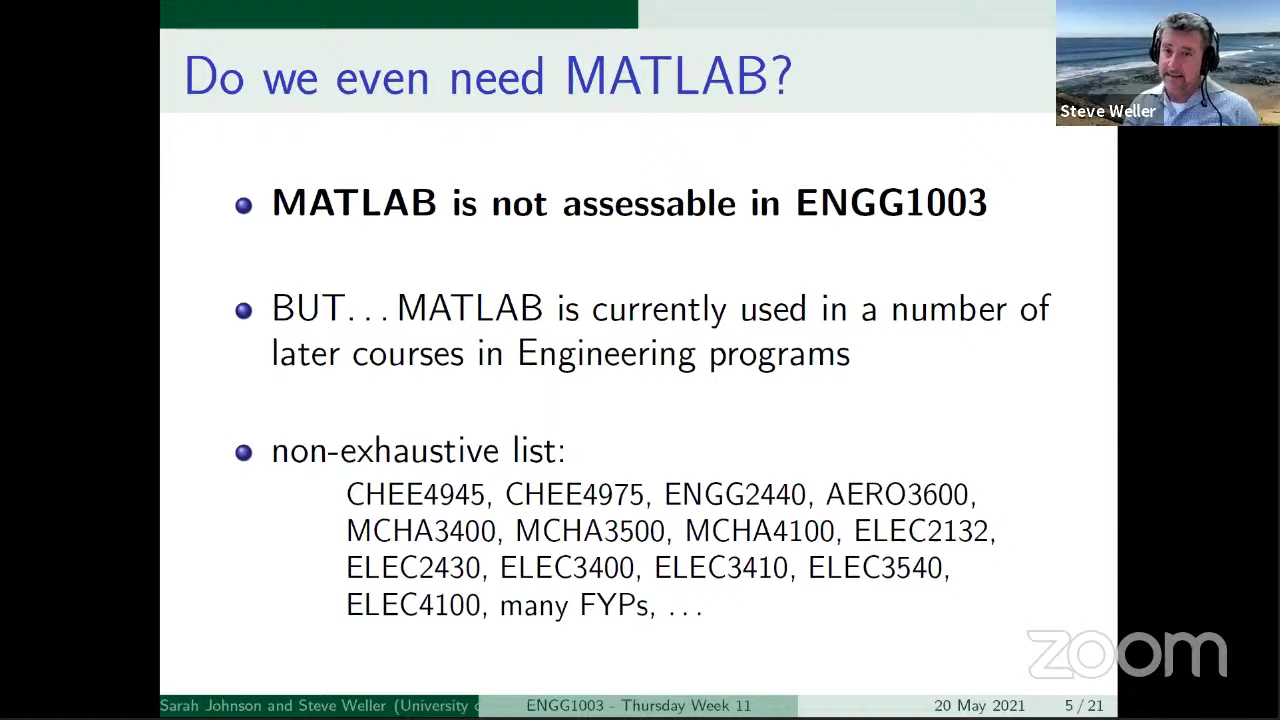 Do we even need MATLAB?
Steve Weller
MATLAB is not assessable in ENGG1003
BUT...MATLAB is currently used in a number of
later courses in Engineering programs
non-exhaustive list:
CHEE4945, CHEE4975, ENGG2440, AERO3600,
MCHA3400, MCHA3500, MCHA4100, ELEC2132,
ELEC2430, ELEC3400, ELEC3410, ELEC3540,
ELEC4100, many FYPs, ...
zoom
Sarah Johnson and Steve Weller (University ENGG1003 - Thursday Week 11 20 May 2021 5 / 21